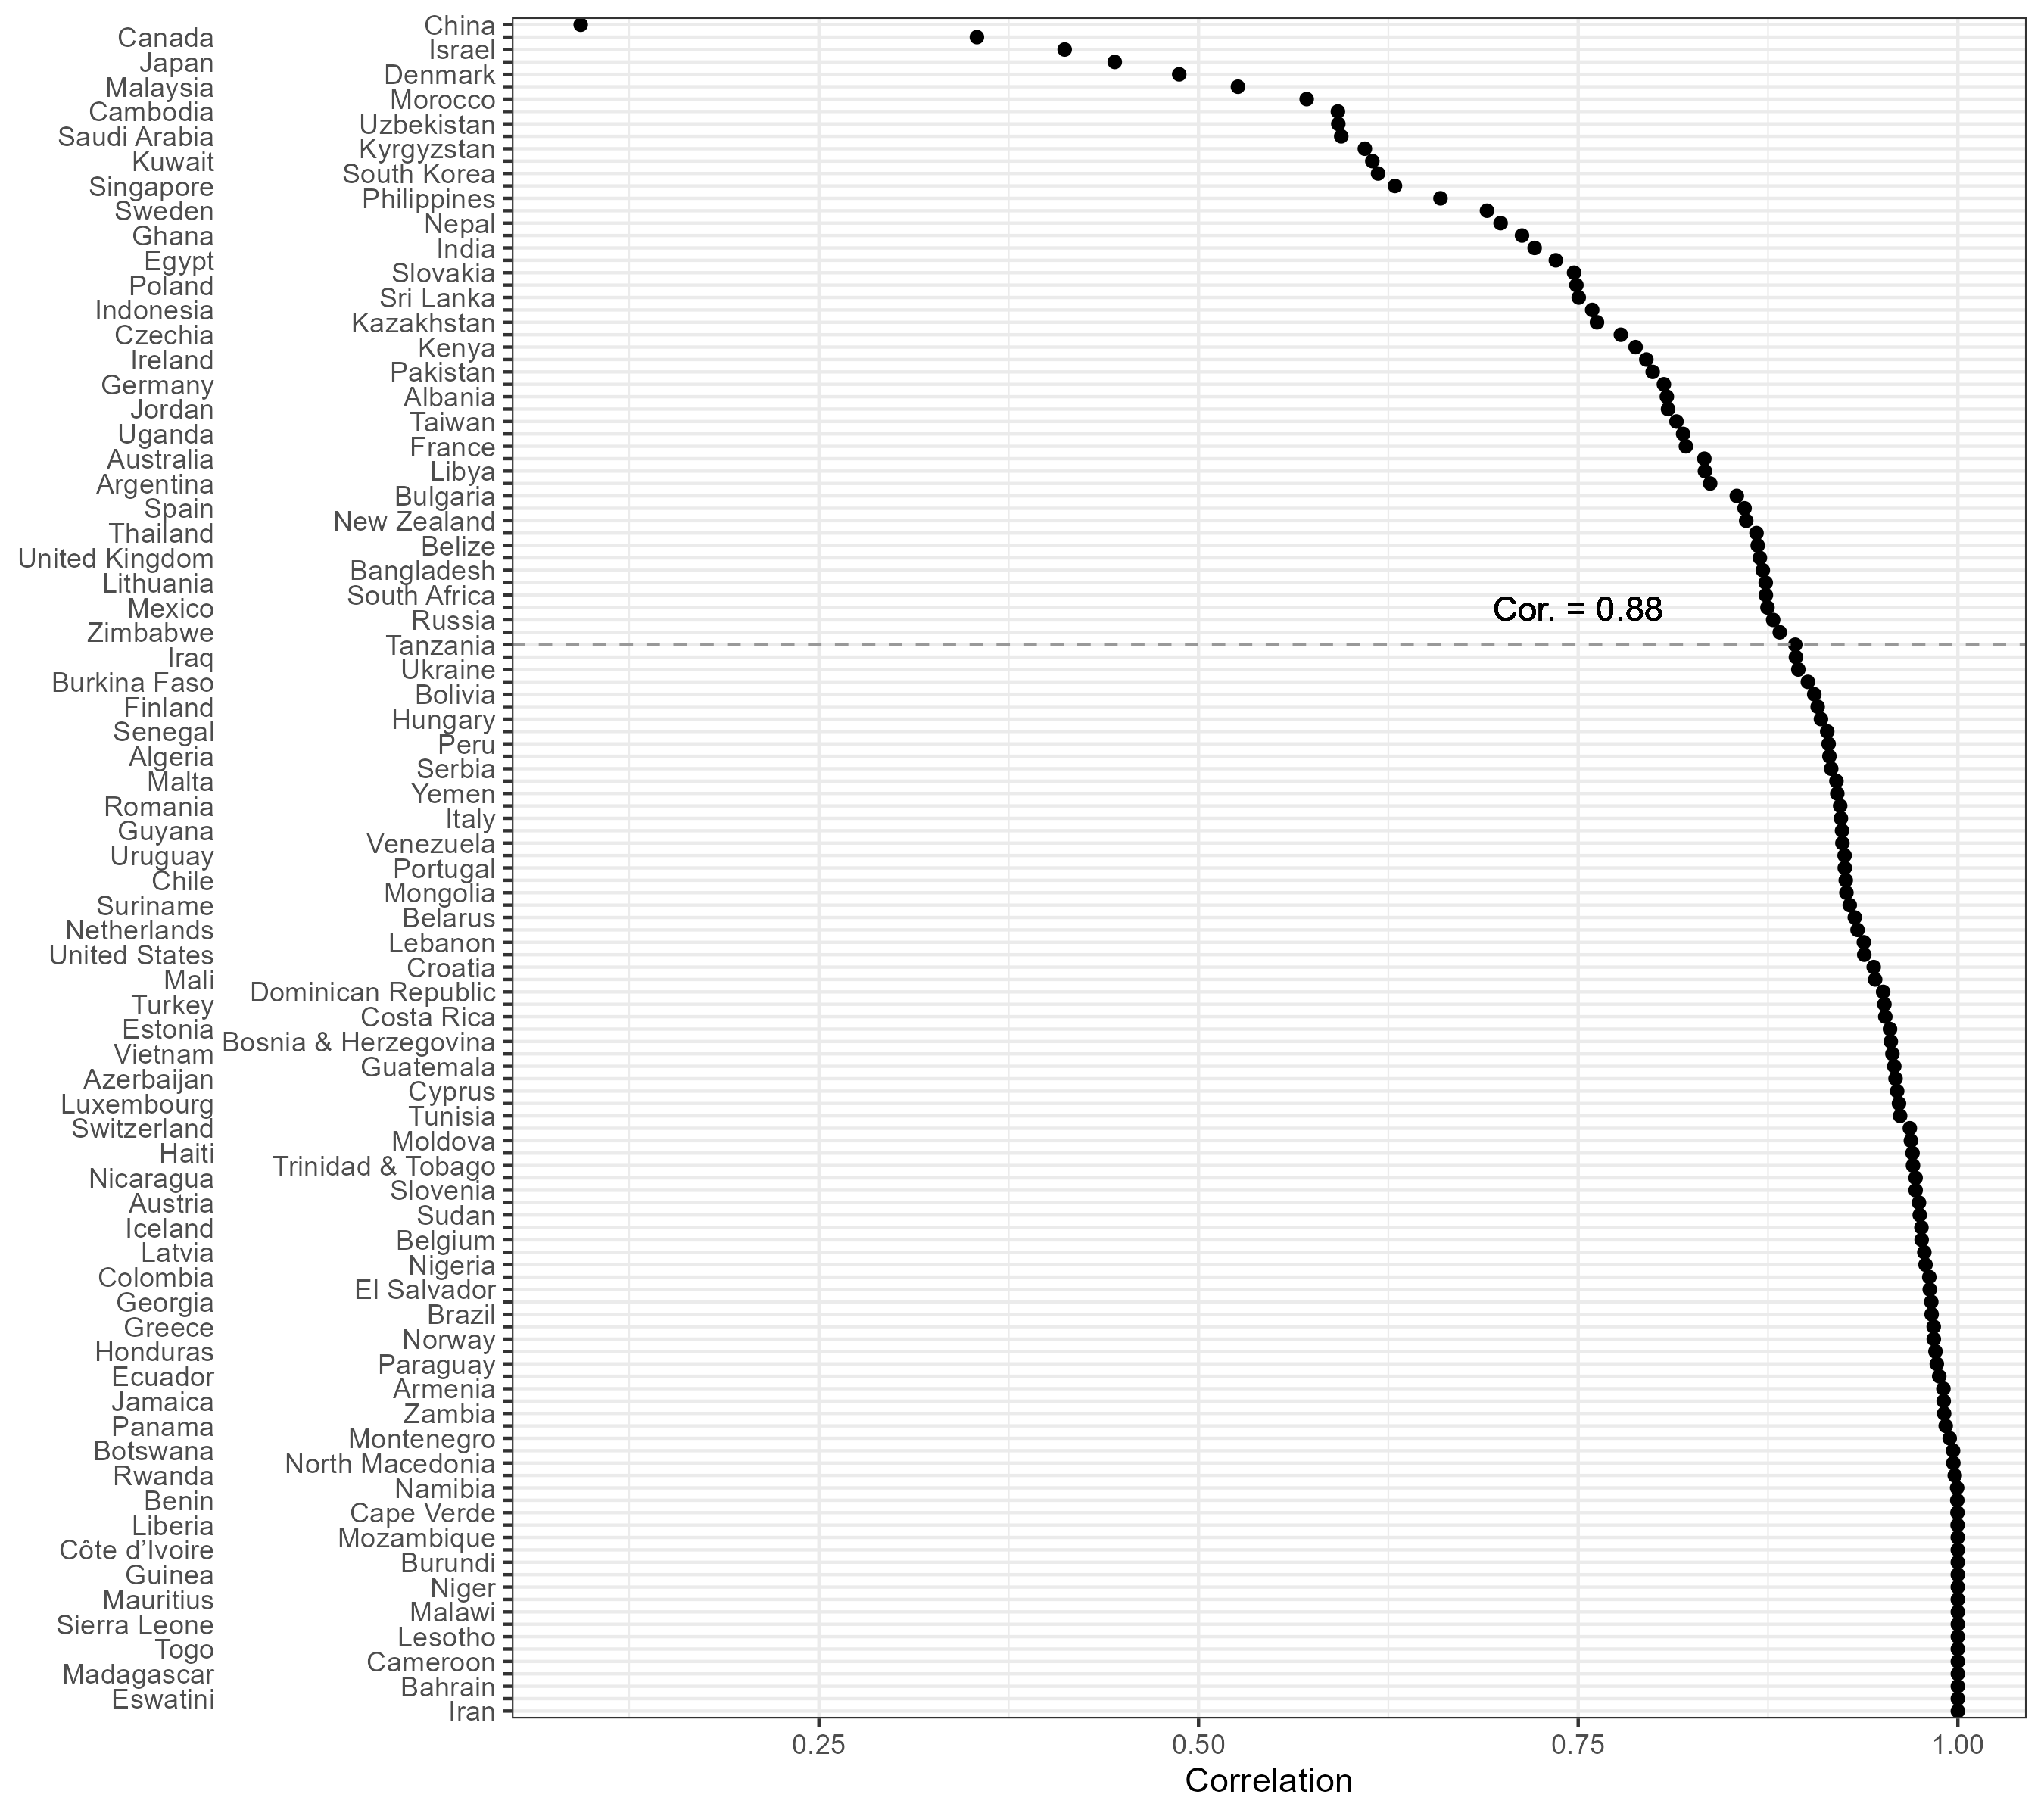 China
Canada
Israel
Japan
Denmark
Malaysia
Morocco
Cambodia
Uzbekistan
Saudi Arabia
Kyrgyzstan
Kuwait
South Korea
Singapore
Philippines
Sweden
Nepal
Ghana
India
Egypt
Slovakia
Poland
Sri Lanka
Indonesia
Kazakhstan
Czechia
Kenya
Ireland
Pakistan
Germany
Albania
Jordan
Taiwan
Uganda
France
Australia
Libya
Argentina
Bulgaria
Spain
New Zealand
Thailand
Belize
United Kingdom
Bangladesh
Lithuania
South Africa
Mexico
Cor. = 0.88
Russia
Zimbabwe
Tanzania
Iraq
Ukraine
Burkina Faso
Bolivia
Finland
Hungary
Senegal
Peru
Algeria
Serbia
Malta
Yemen
Romania
Italy
Guyana
Venezuela
Uruguay
Portugal
Chile
Mongolia
Suriname
Belarus
Netherlands
Lebanon
United States
Croatia
Mali
Dominican Republic
Turkey
Costa Rica
Estonia
Bosnia & Herzegovina
Vietnam
Guatemala
Azerbaijan
Cyprus
Luxembourg
Tunisia
Switzerland
Moldova
Haiti
Trinidad & Tobago
Nicaragua
Slovenia
Austria
Sudan
Iceland
Belgium
Latvia
Nigeria
Colombia
El Salvador
Georgia
Brazil
Greece
Norway
Honduras
Paraguay
Ecuador
Armenia
Jamaica
Zambia
Panama
Montenegro
Botswana
North Macedonia
Rwanda
Namibia
Benin
Cape Verde
Liberia
Mozambique
Côte d’Ivoire
Burundi
Guinea
Niger
Mauritius
Malawi
Sierra Leone
Lesotho
Togo
Cameroon
Madagascar
Bahrain
Eswatini
Iran
0.25 0.50 0.75 1.00
Correlation